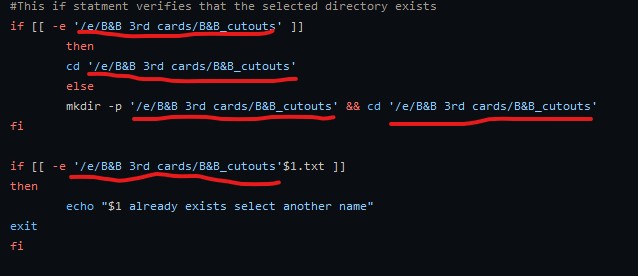 #This if statment verifies that the selected directory exists
if [[ -e '/e/B&B 3rd cards/B&B_cutouts' ]]
then
cd '/e/B&B 3rd cards/B&B_cutouts'
else
mkdir -p '/e/B&B 3rd cards/B&B_cutouts' && cd '/e/B&B 3rd cards/B&B_cutouts'
fi
if [[ -e '/e/B&B 3rd cards/B&B_cutouts'$1.txt ]]
then
echo "$1 already exists select another name"
exit
fi